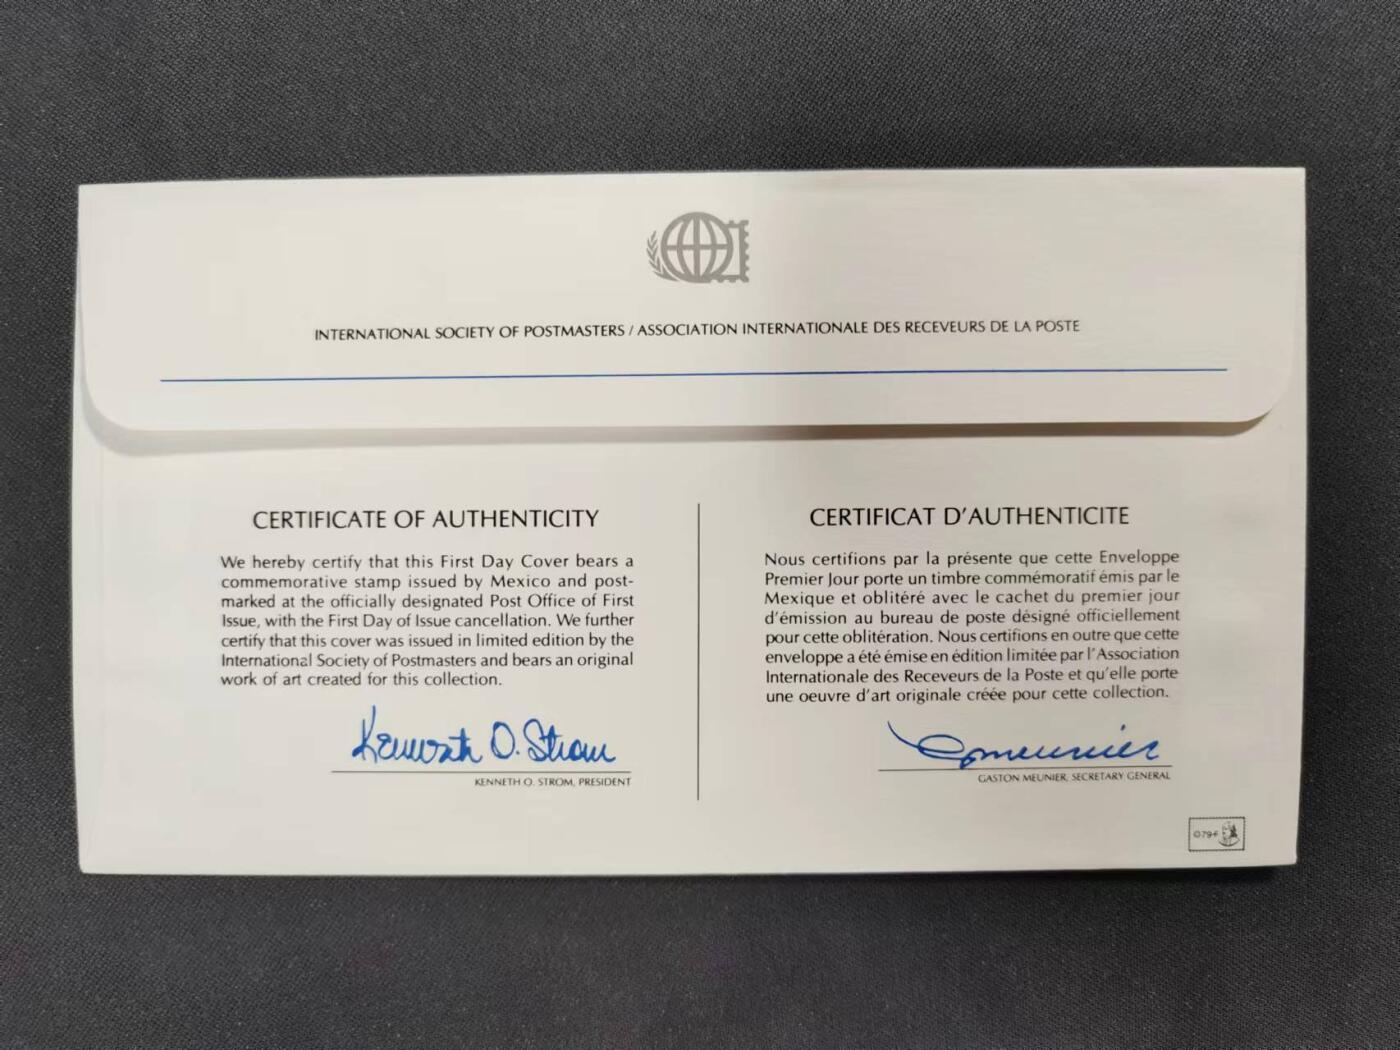 INTERNATIONAL SOCIETY OF POSTMASTERS / ASSOCIATION INTERNATIONALE DES RECEVEURS DE LA POSTE
CERTIFICATE OF AUTHENTICITY
We hereby certify that this First Day Cover bears a
commemorative stamp issued by Mexico and post-
marked at the officially designated Post Office of First
Issue, with the First Day of Issue cancellation. We further
certify that this cover was issued in limited edition by the
International Society of Postmasters and bears an original
work of art created for this collection.
Kenneth O. Strom
KENNETH O. STROM, PRESIDENT
CERTIFICAT D'AUTHENTICITE
Nous certifions par la présente que cette Enveloppe
Premier Jour porte un timbre commémoratif émis par le
Mexique et oblitéré avec le cachet du premier jour
d'émission au bureau de poste désigné officiellement
pour cette oblitération. Nous certifions en outre que cette
enveloppe a été émise en édition limitée par l'Association
Internationale des Receveurs de la Poste et qu'elle porte
une oeuvre d'art originale créée pour cette collection.
GMeunier
GASTON MEUNIER, SECRETARY GENERAL